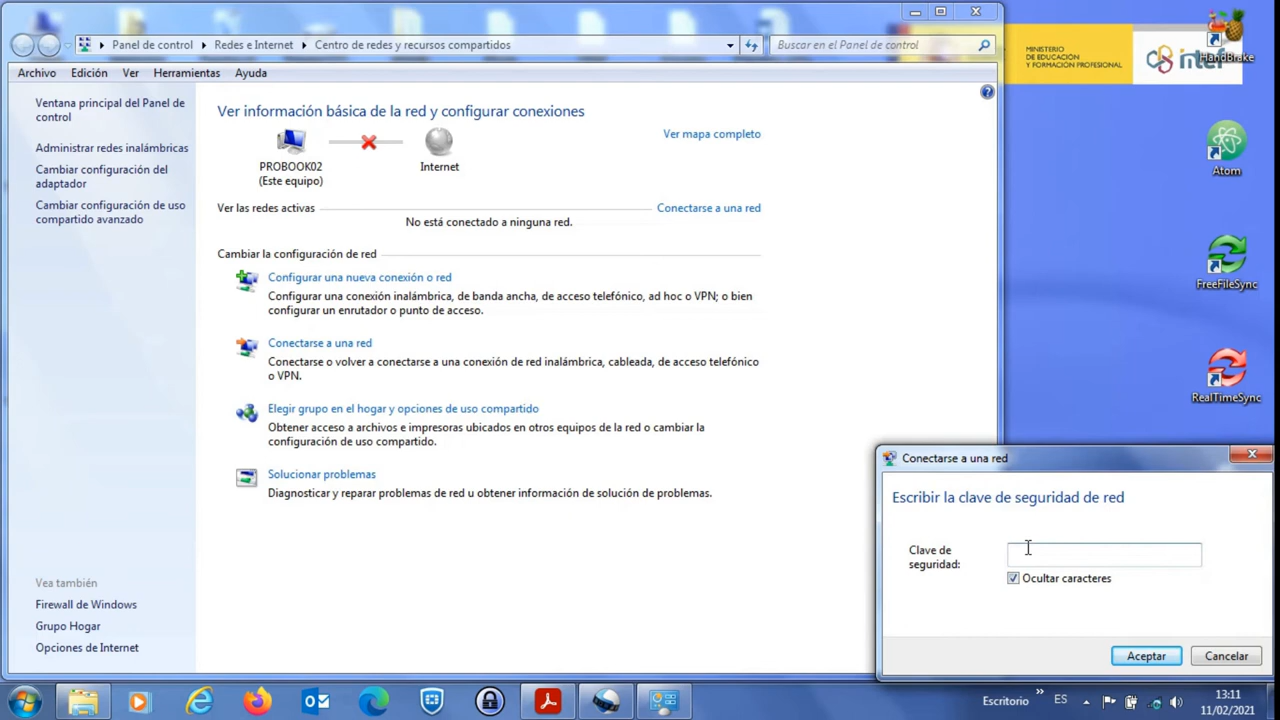 Panel de control
Redes e Internet
Centro de redes y recursos compartidos
Buscar en el Panel de control
Archivo
Edición
Ver
Herramientas
Ayuda
Ventana principal del Panel de
control
Administrar redes inalámbricas
Cambiar configuración del
adaptador
Cambiar configuración de uso
compartido avanzado
Vea también
Firewall de Windows
Grupo Hogar
Opciones de Internet
Ver información básica de la red y configurar conexiones
Ver mapa completo
PROBOOK02
(Este equipo)
Internet
Ver las redes activas
Conectarse a una red
No está conectado a ninguna red.
Cambiar la configuración de red
Configurar una nueva conexión o red
Configurar una conexión inalámbrica, de banda ancha, de acceso telefónico, ad hoc o VPN; o bien
configurar un enrutador o punto de acceso.
Conectarse a una red
Conectarse o volver a conectarse a una conexión de red inalámbrica, cableada, de acceso telefónico
o VPN.
Elegir grupo en el hogar y opciones de uso compartido
Obtener acceso a archivos e impresoras ubicados en otros equipos de la red o cambiar la
configuración de uso compartido.
Solucionar problemas
Diagnosticar y reparar problemas de red u obtener información de solución de problemas.
MINISTERIO
DE EDUCACIÓN
Y FORMACIÓN PROFESIONAL
intef
HandBrake
Atom
FreeFileSync
RealTimeSync
Conectarse a una red
Escribir la clave de seguridad de red
Clave de
seguridad:
Ocultar caracteres
Aceptar
Cancelar
Escritorio
ES
13:11
11/02/2021